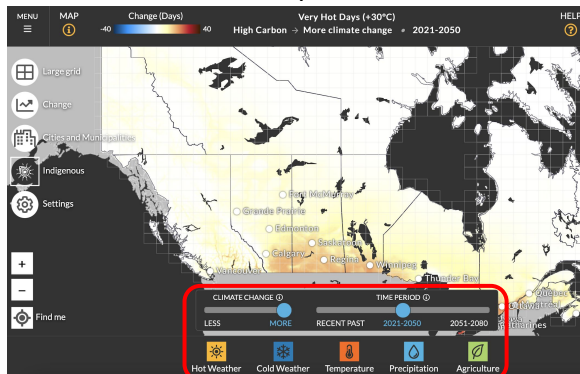 MENU
MAP
Change (Days)
-40
40
Very Hot Days (+30°C)
High Carbon → More climate change • 2021-2050
HELP
Large grid
Change
Cities and Municipalities
Indigenous
Settings
Fort McMurray
Grande Prairie
Edmonton
Saskatoon
Calgary
Regina
Winnipeg
Vancouver
Thunder Bay
Quebec
+
−
Find me
CLIMATE CHANGE
TIME PERIOD
LESS
MORE
RECENT PAST
2021-2050
2051-2080
Hot Weather
Cold Weather
Temperature
Precipitation
Agriculture